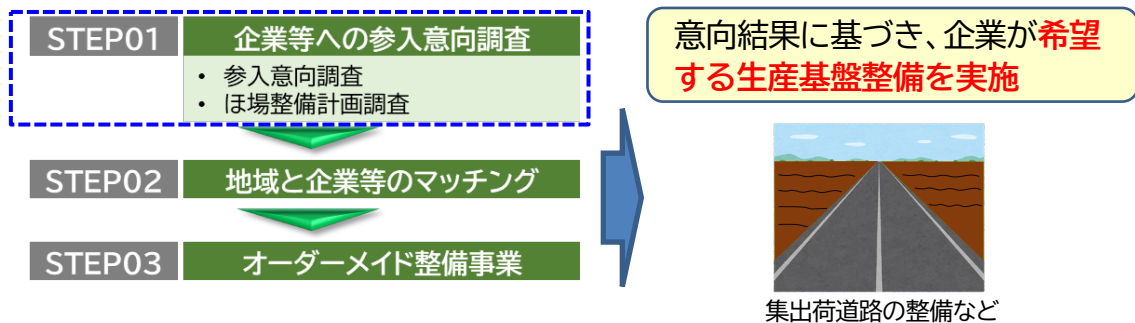 STEP01 企業等への参入意向調査
• 参入意向調査
• ほ場整備計画調査
STEP02 地域と企業等のマッチング
STEP03 オーダーメイド整備事業
意向結果に基づき、企業が希望
する生産基盤整備を実施
集出荷道路の整備など